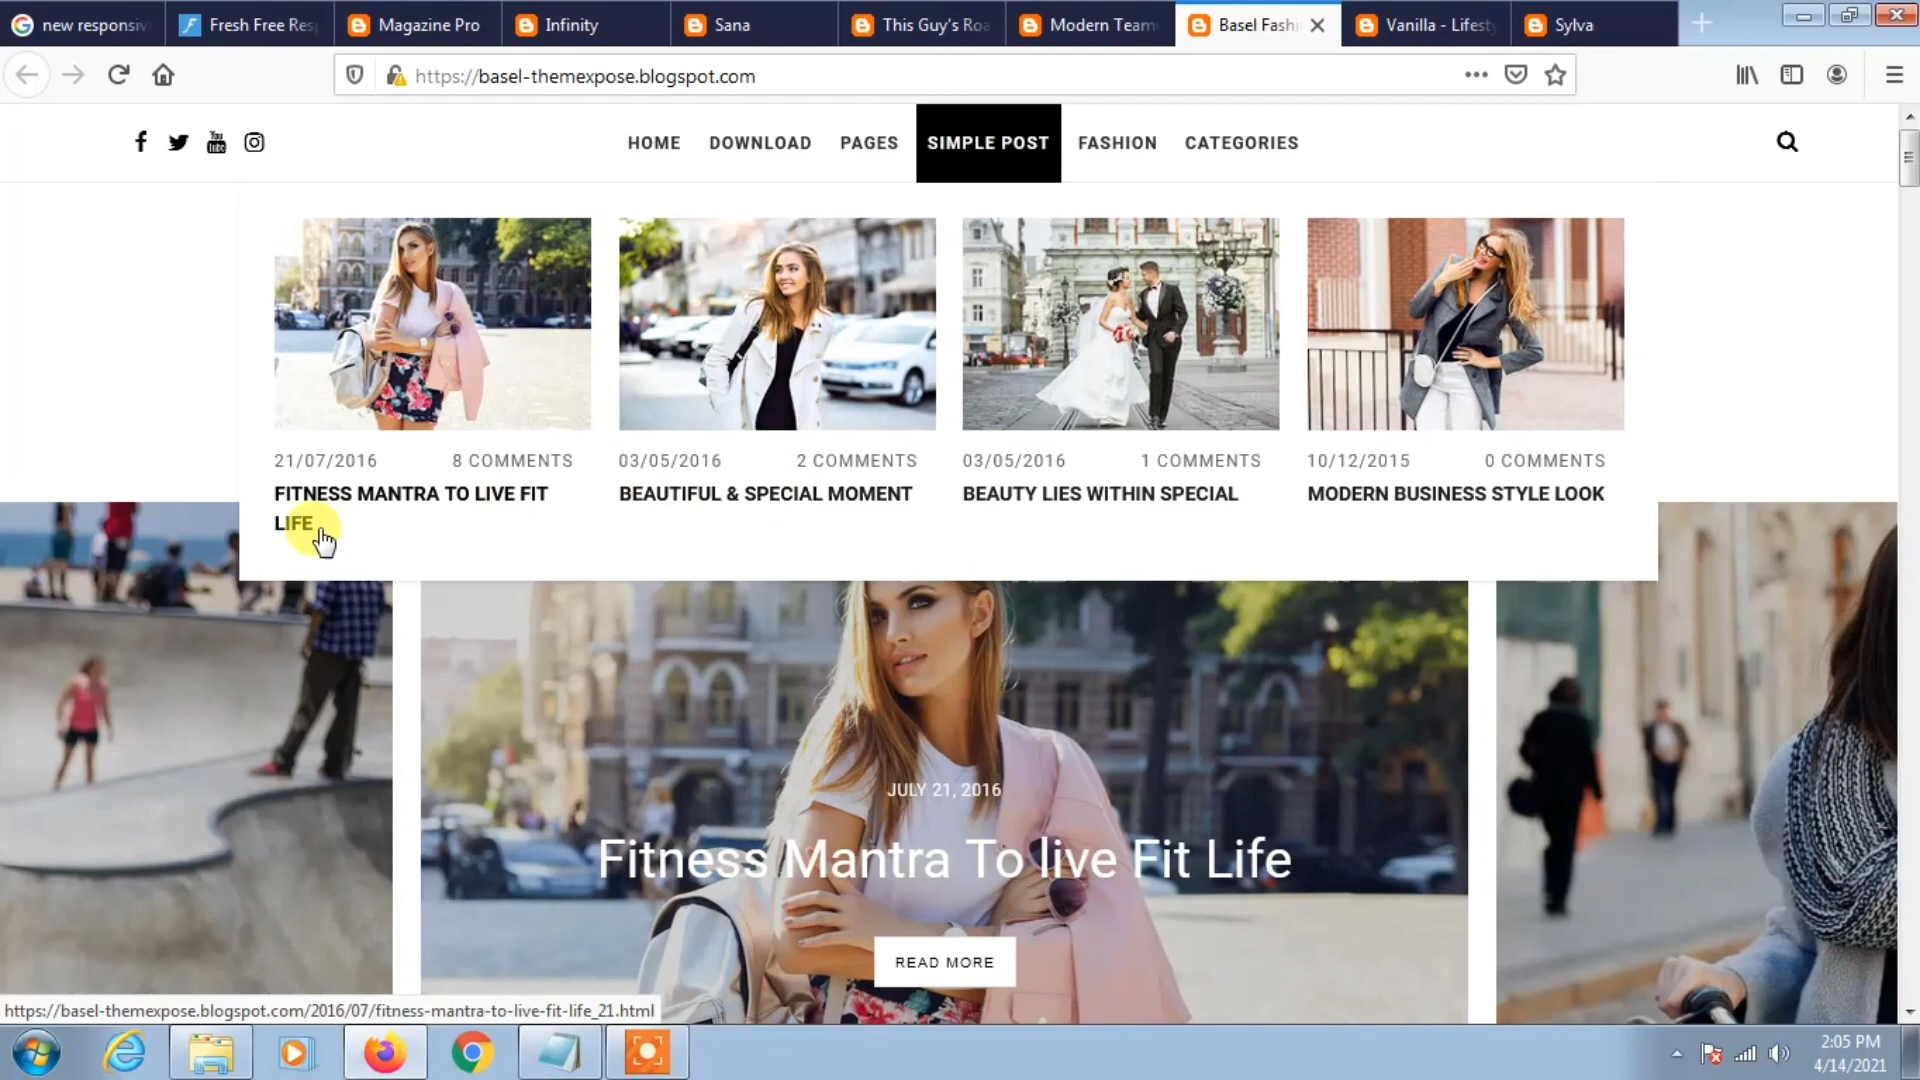 new responsiv
Fresh Free Res
Magazine Pro
Infinity
Sana
This Guy's Roa
Modern Team
Basel Fashi
Vanilla - Lifest
Sylva
https://basel-themexpose.blogspot.com
You
Tube
HOME
DOWNLOAD
PAGES
SIMPLE POST
FASHION
CATEGORIES
21/07/2016 8 COMMENTS
FITNESS MANTRA TO LIVE FIT
LIFE
03/05/2016 2 COMMENTS
BEAUTIFUL & SPECIAL MOMENT
03/05/2016 1 COMMENTS
BEAUTY LIES WITHIN SPECIAL
10/12/2015 0 COMMENTS
MODERN BUSINESS STYLE LOOK
JULY 21, 2016
Fitness Mantra To live Fit Life
READ MORE
https://basel-themexpose.blogspot.com/2016/07/fitness-mantra-to-live-fit-life_21.html
2:05 PM
4/14/2021